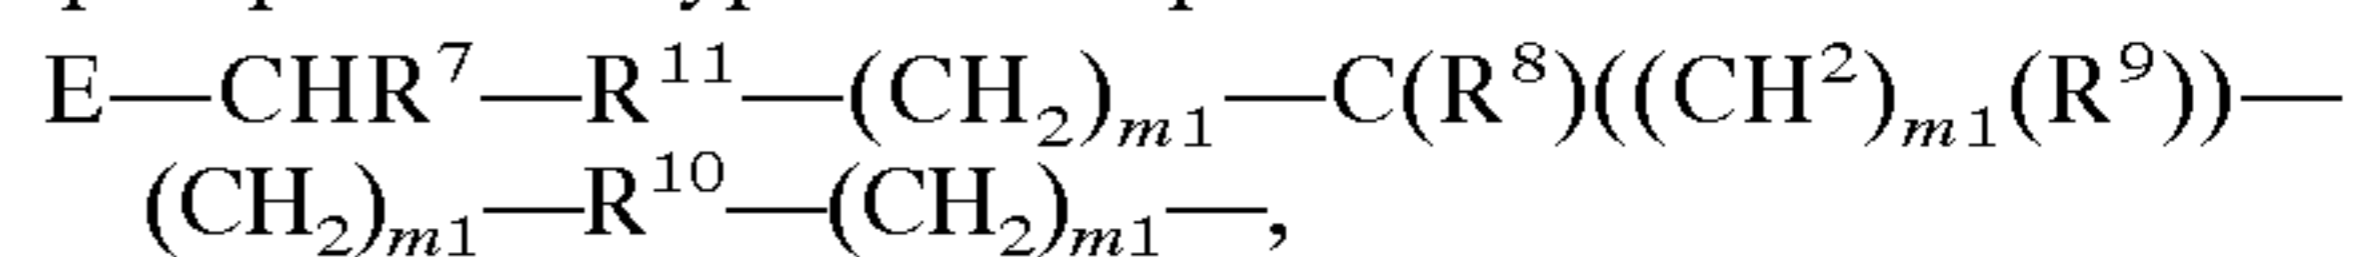 E—CHR⁷—R¹¹—(CH₂)ₘ₁—C(R⁸)((CH²)ₘ₁(R⁹))—
(CH₂)ₘ₁—R¹⁰—(CH₂)ₘ₁—,